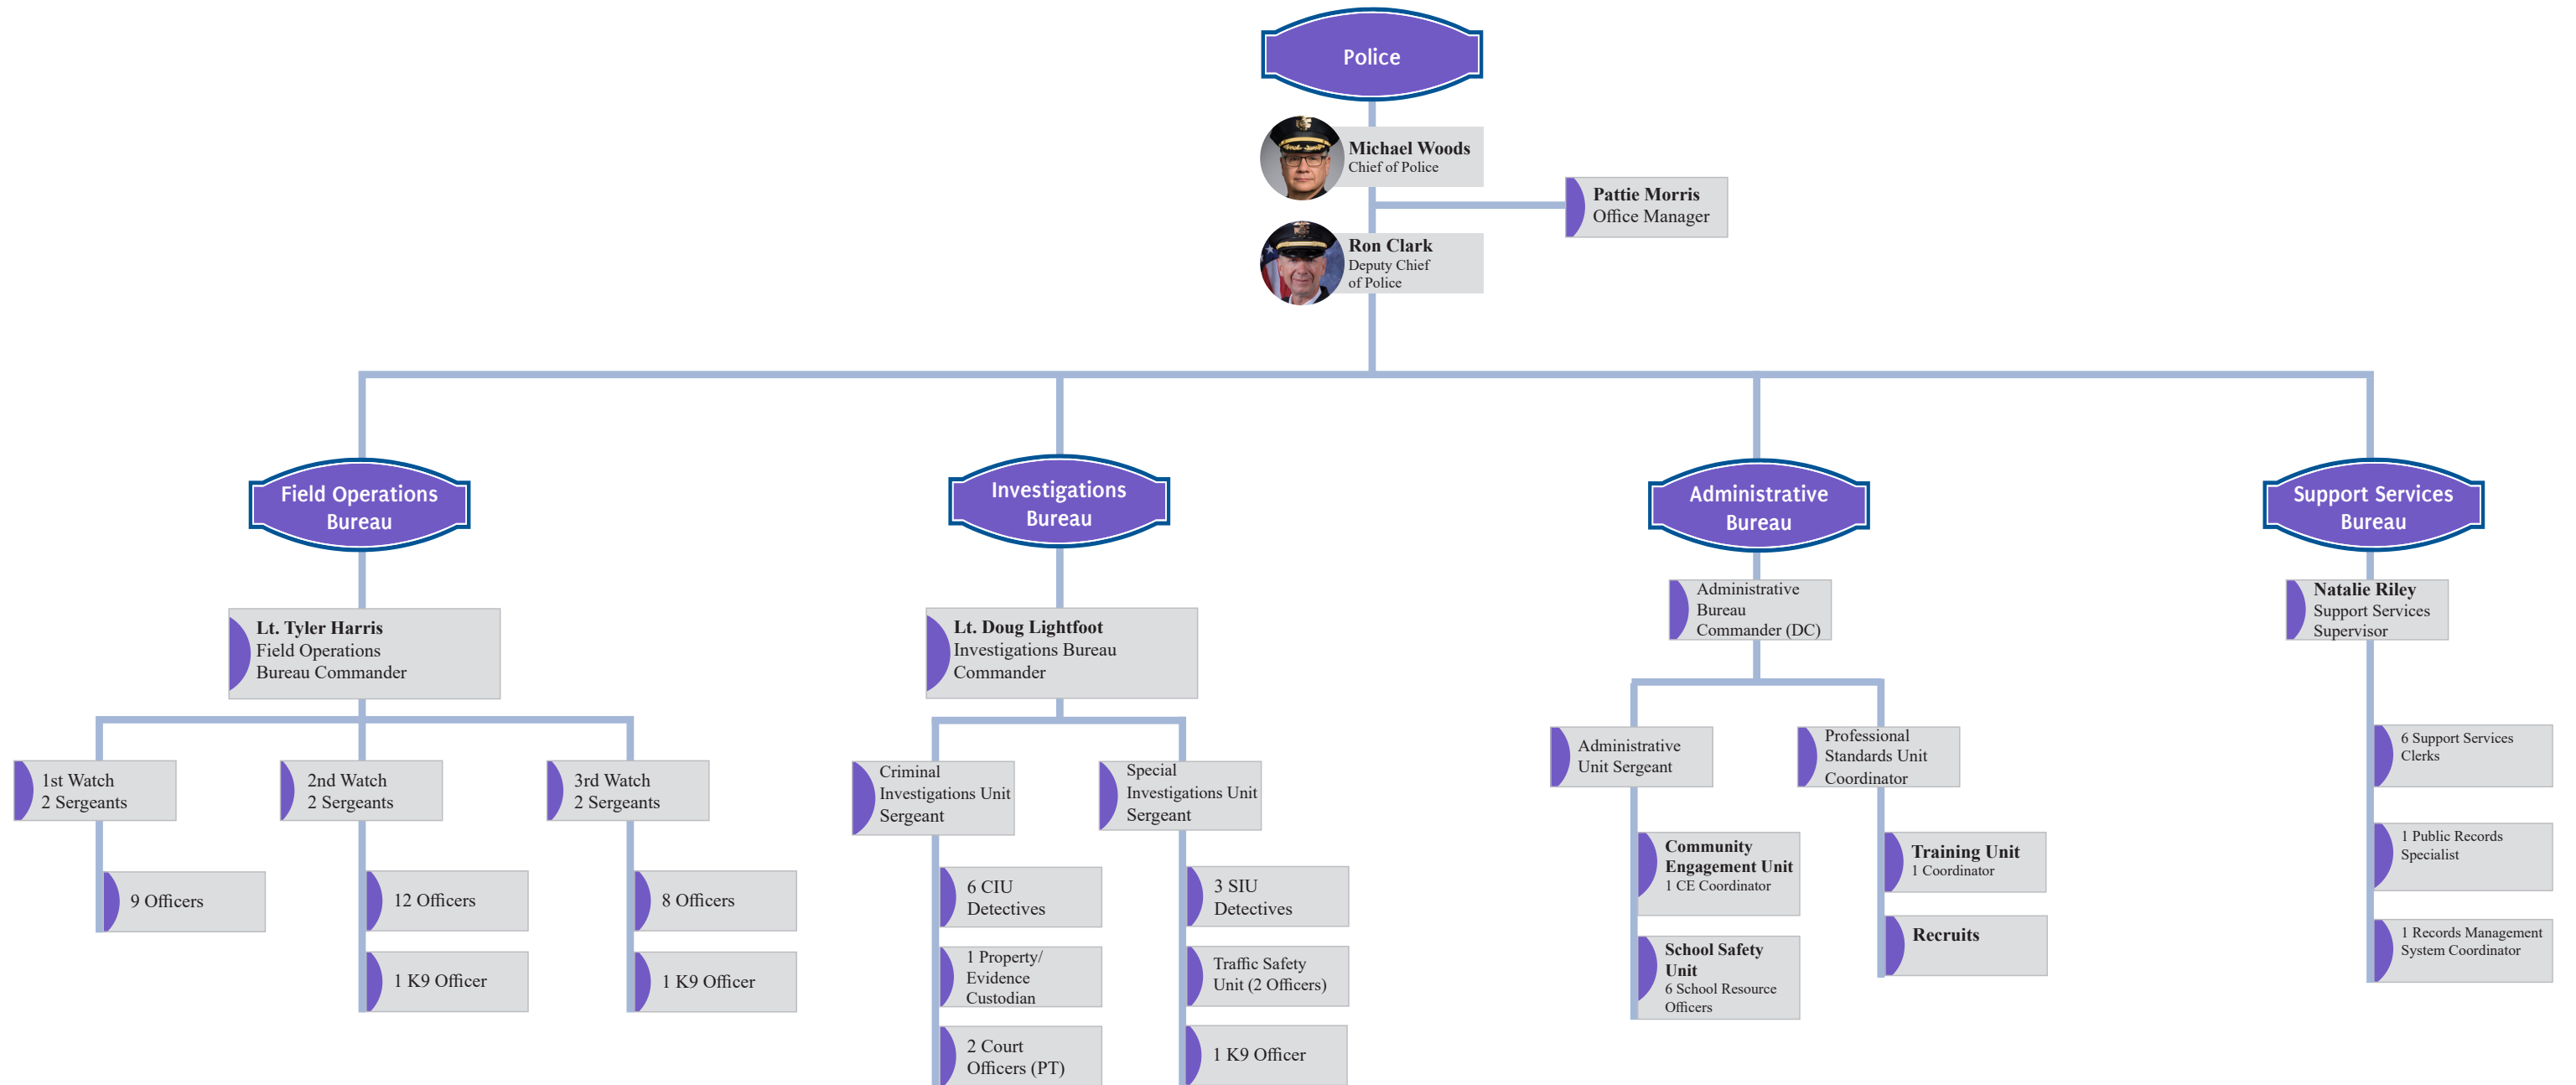 Police
Michael Woods
Chief of Police
Pattie Morris
Office Manager
Ron Clark
Deputy Chief
of Police
Field Operations
Bureau
Lt. Tyler Harris
Field Operations
Bureau Commander
1st Watch
2 Sergeants
9 Officers
2nd Watch
2 Sergeants
12 Officers
1 K9 Officer
3rd Watch
2 Sergeants
8 Officers
1 K9 Officer
Investigations
Bureau
Lt. Doug Lightfoot
Investigations Bureau
Commander
Criminal
Investigations Unit
Sergeant
6 CIU
Detectives
1 Property/
Evidence
Custodian
2 Court
Officers (PT)
Special
Investigations Unit
Sergeant
3 SIU
Detectives
Traffic Safety
Unit (2 Officers)
1 K9 Officer
Administrative
Bureau
Administrative
Bureau
Commander (DC)
Administrative
Unit Sergeant
Community
Engagement Unit
1 CE Coordinator
School Safety
Unit
6 School Resource
Officers
Professional
Standards Unit
Coordinator
Training Unit
1 Coordinator
Recruits
Support Services
Bureau
Natalie Riley
Support Services
Supervisor
6 Support Services
Clerks
1 Public Records
Specialist
1 Records Management
System Coordinator